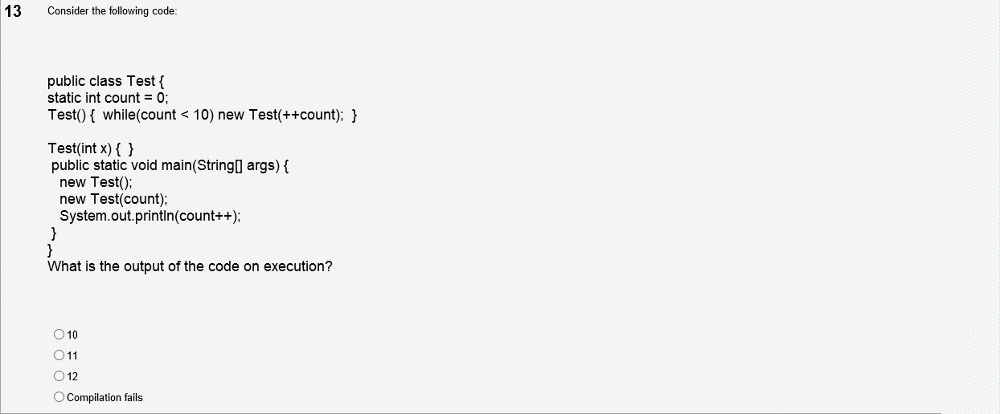 13 Consider the following code:
public class Test {
static int count = 0;
Test() { while(count < 10) new Test(++count); }
Test(int x) { }
public static void main(String[] args) {
new Test();
new Test(count);
System.out.println(count++);
}
}
What is the output of the code on execution?
10
11
12
Compilation fails